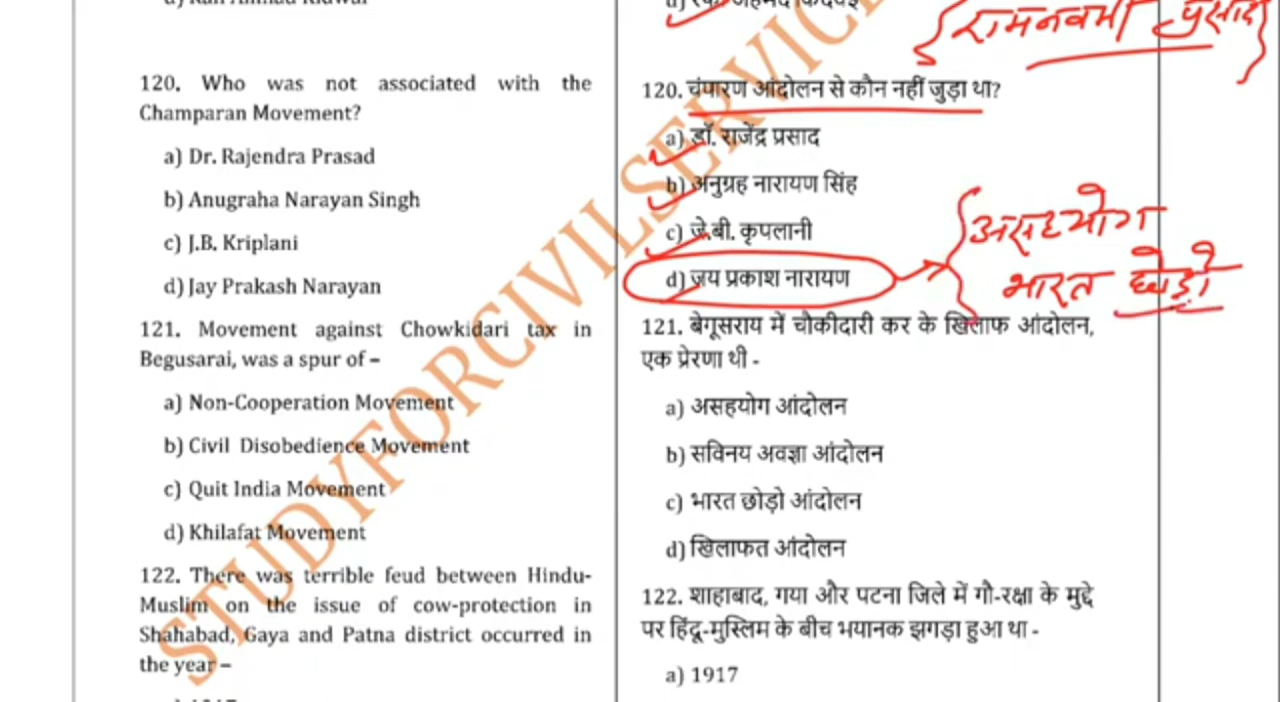 120. Who was not associated with the
Champaran Movement?
a) Dr. Rajendra Prasad
b) Anugraha Narayan Singh
c) J.B. Kriplani
d) Jay Prakash Narayan
121. Movement against Chowkidari tax in
Begusarai, was a spur of –
a) Non-Cooperation Movement
b) Civil Disobedience Movement
c) Quit India Movement
d) Khilafat Movement
122. There was terrible feud between Hindu-
Muslim on the issue of cow-protection in
Shahabad, Gaya and Patna district occurred in
the year –
रामनवमी प्रसाद
120. चंपारण आंदोलन से कौन नहीं जुड़ा था?
a) डॉ. राजेंद्र प्रसाद
b) अनुग्रह नारायण सिंह
c) जे.बी. कृपलानी
d) जय प्रकाश नारायण
असहयोग
भारत छोड़ो
121. बेगूसराय में चौकीदारी कर के खिलाफ आंदोलन,
एक प्रेरणा थी -
a) असहयोग आंदोलन
b) सविनय अवज्ञा आंदोलन
c) भारत छोड़ो आंदोलन
d) खिलाफत आंदोलन
122. शाहाबाद, गया और पटना जिले में गौ-रक्षा के मुद्दे
पर हिंदू-मुस्लिम के बीच भयानक झगड़ा हुआ था -
a) 1917
STUDYFORCIVILSERVICE